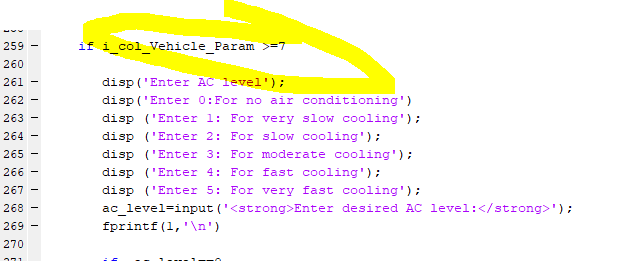 259 - if i_col_Vehicle_Param >=7
260
261 - disp('Enter AC level');
262 - disp('Enter 0:For no air conditioning')
263 - disp ('Enter 1: For very slow cooling');
264 - disp ('Enter 2: For slow cooling');
265 - disp ('Enter 3: For moderate cooling');
266 - disp ('Enter 4: For fast cooling');
267 - disp ('Enter 5: For very fast cooling');
268 - ac_level=input('<strong>Enter desired AC level:</strong>');
269 - fprintf(1,'\n')
270